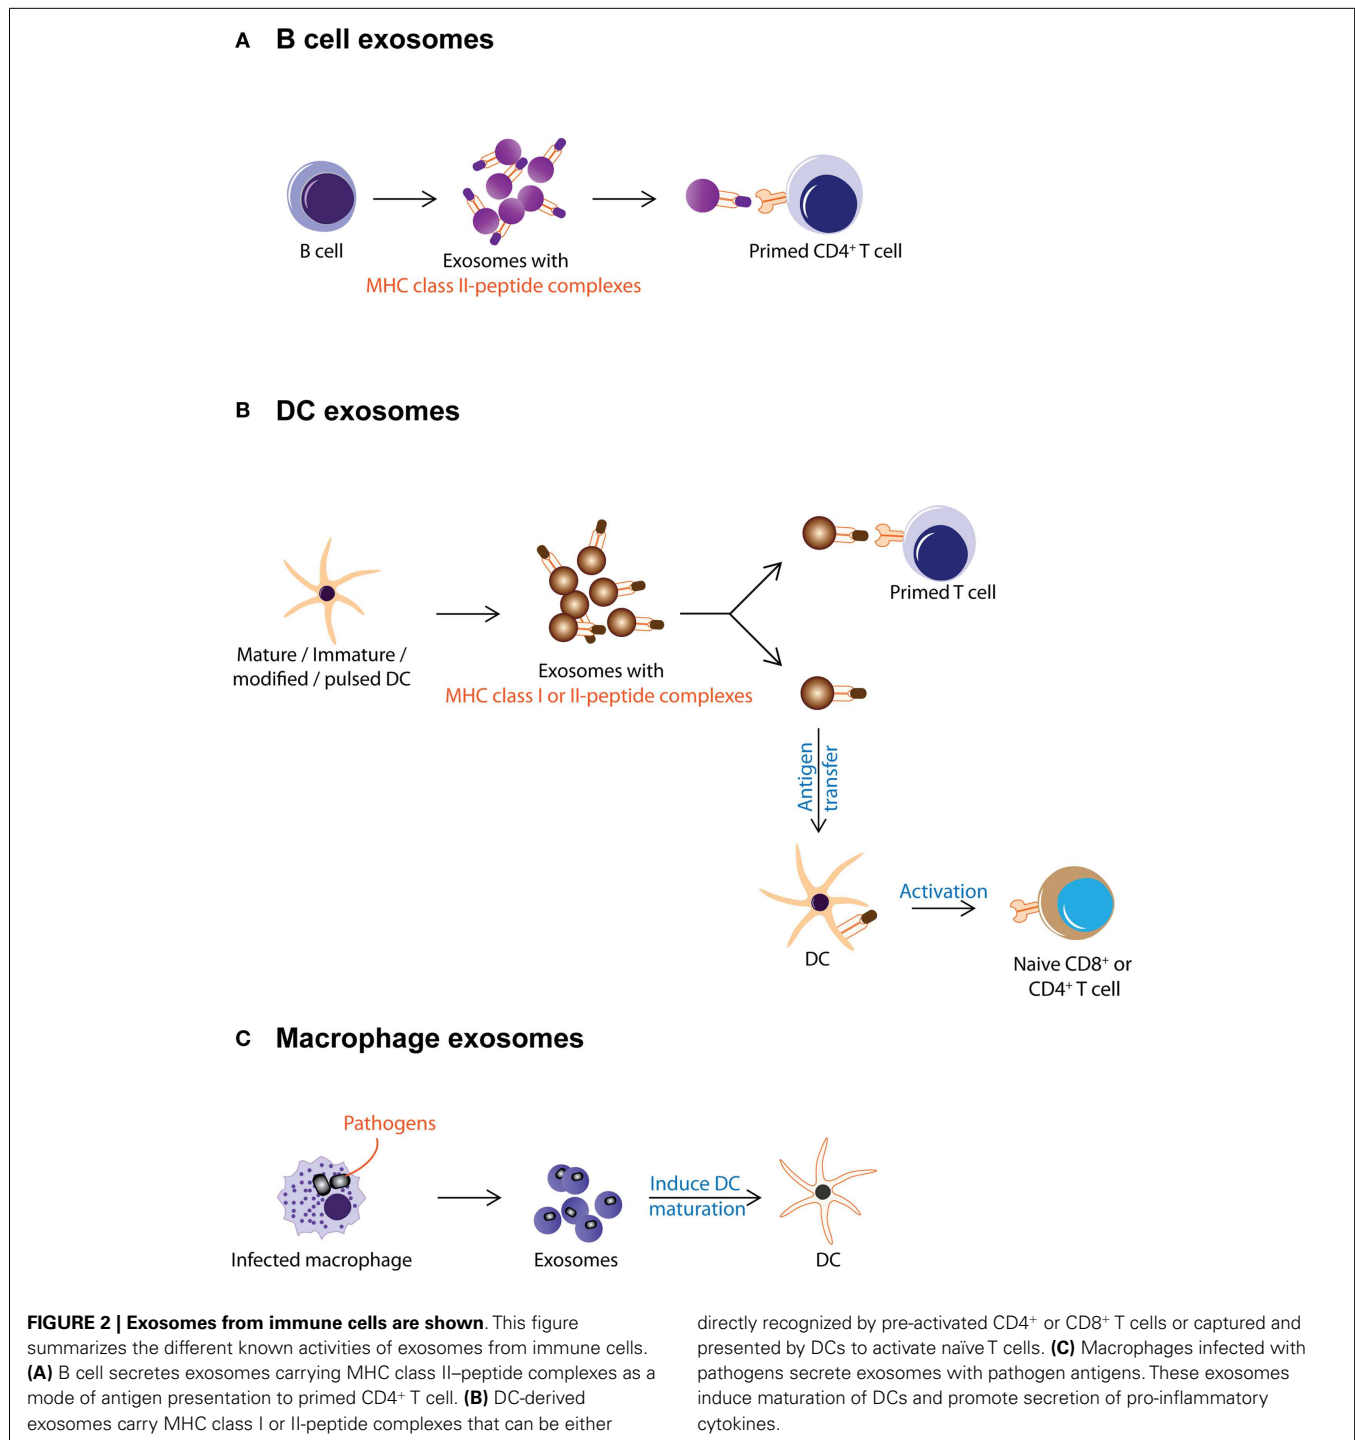 A B cell exosomes
B cell
Exosomes with
MHC class II-peptide complexes
Primed CD4⁺ T cell
B DC exosomes
Mature / Immature /
modified / pulsed DC
Exosomes with
MHC class I or II-peptide complexes
Primed T cell
Antigen
transfer
DC
Activation
Naive CD8⁺ or
CD4⁺ T cell
C Macrophage exosomes
Pathogens
Infected macrophage
Exosomes
Induce DC
maturation
DC
FIGURE 2 | Exosomes from immune cells are shown. This figure
summarizes the different known activities of exosomes from immune cells.
(A) B cell secretes exosomes carrying MHC class II–peptide complexes as a
mode of antigen presentation to primed CD4⁺ T cell. (B) DC-derived
exosomes carry MHC class I or II-peptide complexes that can be either
directly recognized by pre-activated CD4⁺ or CD8⁺ T cells or captured and
presented by DCs to activate naïve T cells. (C) Macrophages infected with
pathogens secrete exosomes with pathogen antigens. These exosomes
induce maturation of DCs and promote secretion of pro-inflammatory
cytokines.